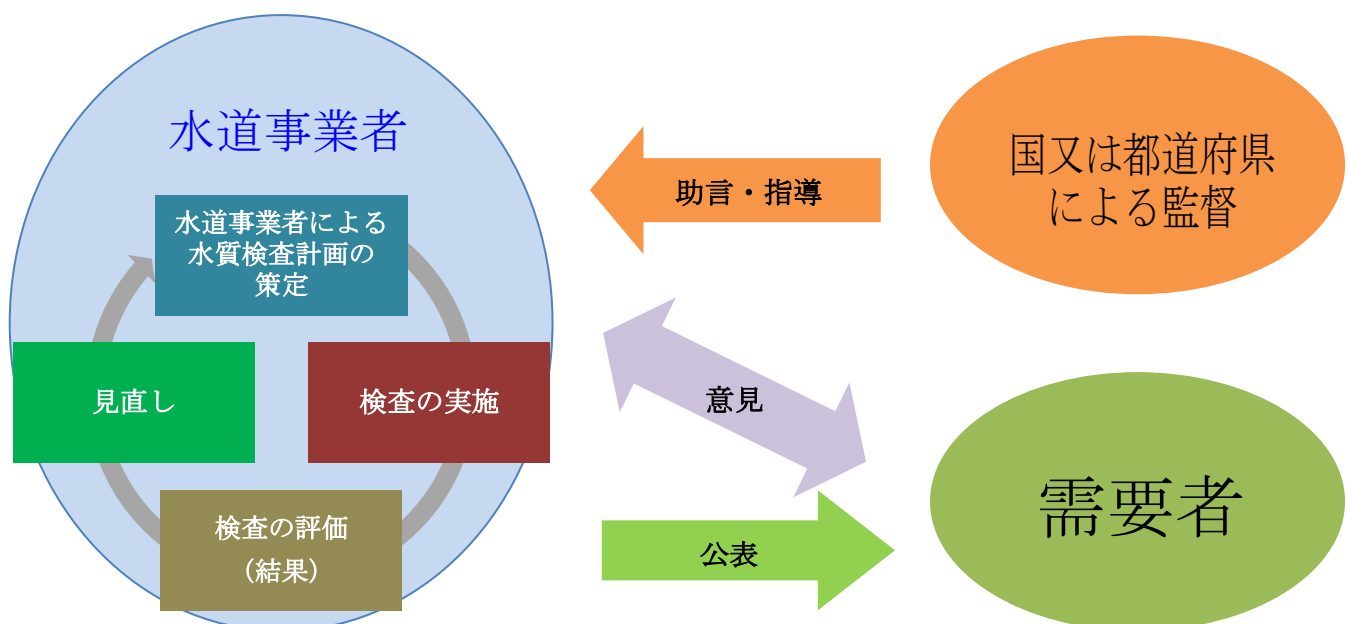 水道事業者
水道事業者による
水質検査計画の
策定
見直し
検査の実施
検査の評価
（結果）
助言・指導
意見
公表
国又は都道府県
による監督
需要者